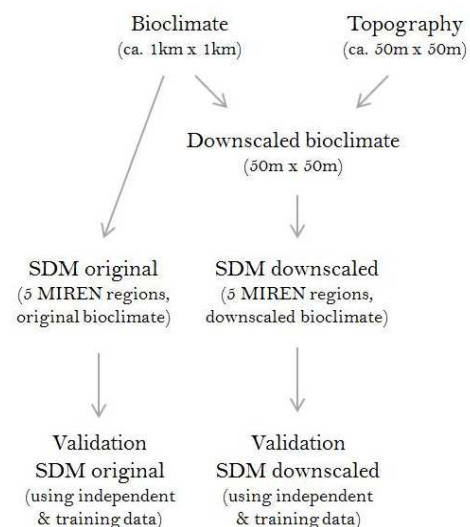 Bioclimate
(ca. 1km x 1km)
Topography
(ca. 50m x 50m)
Downscaled bioclimate
(50m x 50m)
SDM original
(5 MIREN regions,
original bioclimate)
SDM downscaled
(5 MIREN regions,
downscaled bioclimate)
Validation
SDM original
(using independent
& training data)
Validation
SDM downscaled
(using independent
& training data)